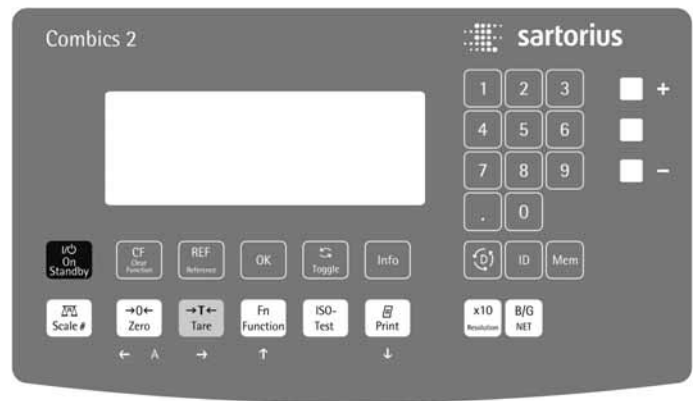 Combics 2
sartorius
1 2 3 +
4 5 6
7 8 9 −
. 0
I/⏻ On Standby
CF Clear Function
REF Reference
OK
Toggle
Info
D ID Mem
Scale #
→0← Zero
→T← Tare
Fn Function
ISO-Test
Print
x10 Resolution
B/G NET
← A → ↑ ↓